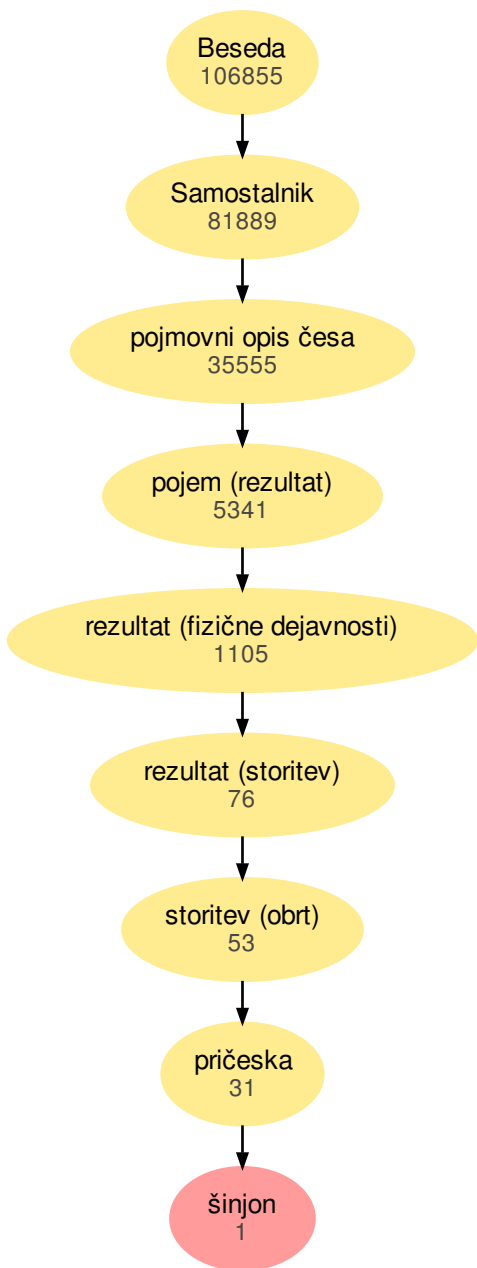 Beseda
106855
Samostalnik
81889
pojmovni opis česa
35555
pojem (rezultat)
5341
rezultat (fizične dejavnosti)
1105
rezultat (storitev)
76
storitev (obrt)
53
pričeska
31
šinjon
1